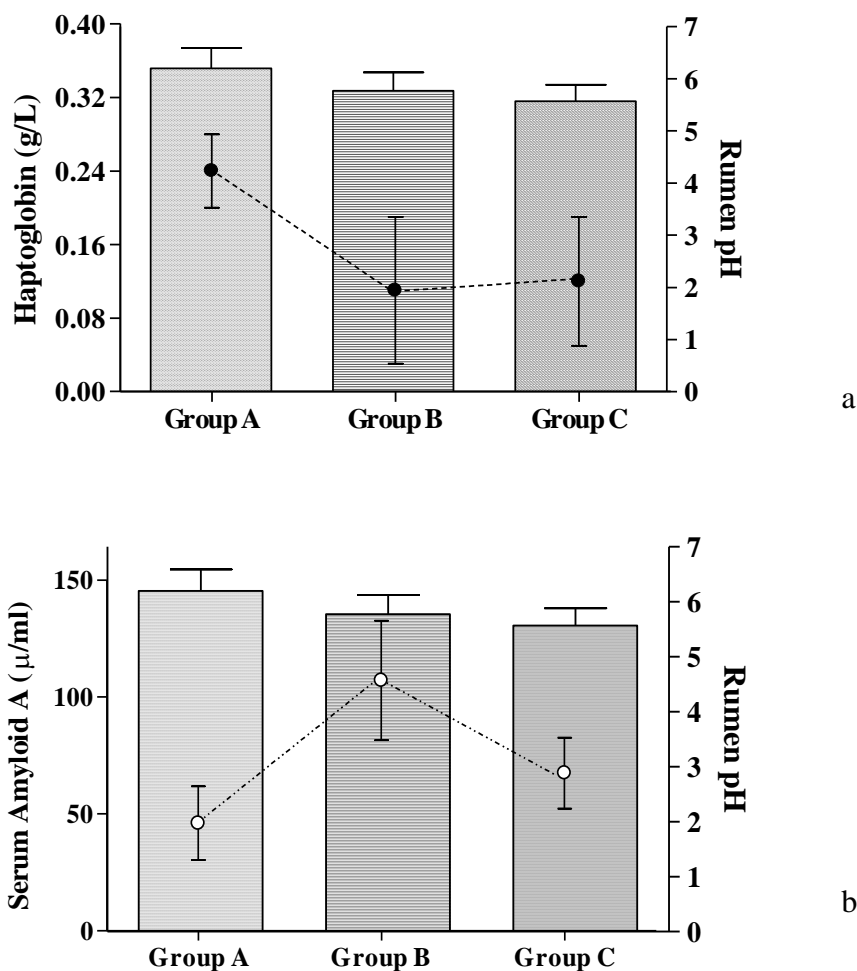 0.40
0.32
0.24
0.16
0.08
0.00
Haptoglobin (g/L)
7
6
5
4
3
2
1
0
Rumen pH
Group A
Group B
Group C
a
150
100
50
0
Serum Amyloid A (μ/ml)
7
6
5
4
3
2
1
0
Rumen pH
Group A
Group B
Group C
b